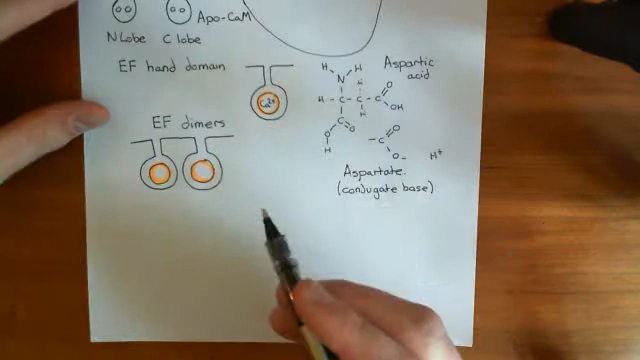 Apo-CaM
N Lobe C lobe
EF hand domain
Ca2+
EF dimers
Aspartic
acid
H H
N
H - C - C - C O
H OH
C O
O
H
- C O
O-
H+
Aspartate.
(conjugate base)